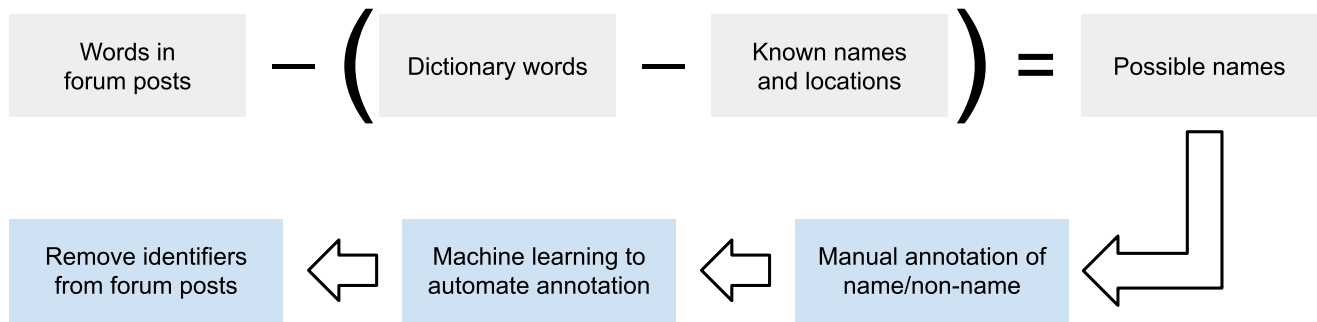 Words in
forum posts
— ( Dictionary words — Known names
and locations ) = Possible names
Remove identifiers
from forum posts
Machine learning to
automate annotation
Manual annotation of
name/non-name